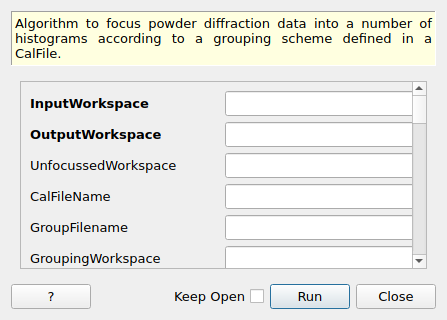 Algorithm to focus powder diffraction data into a number of
histograms according to a grouping scheme defined in a
CalFile.
InputWorkspace
OutputWorkspace
UnfocussedWorkspace
CalFileName
GroupFilename
GroupingWorkspace
? Keep Open Run Close